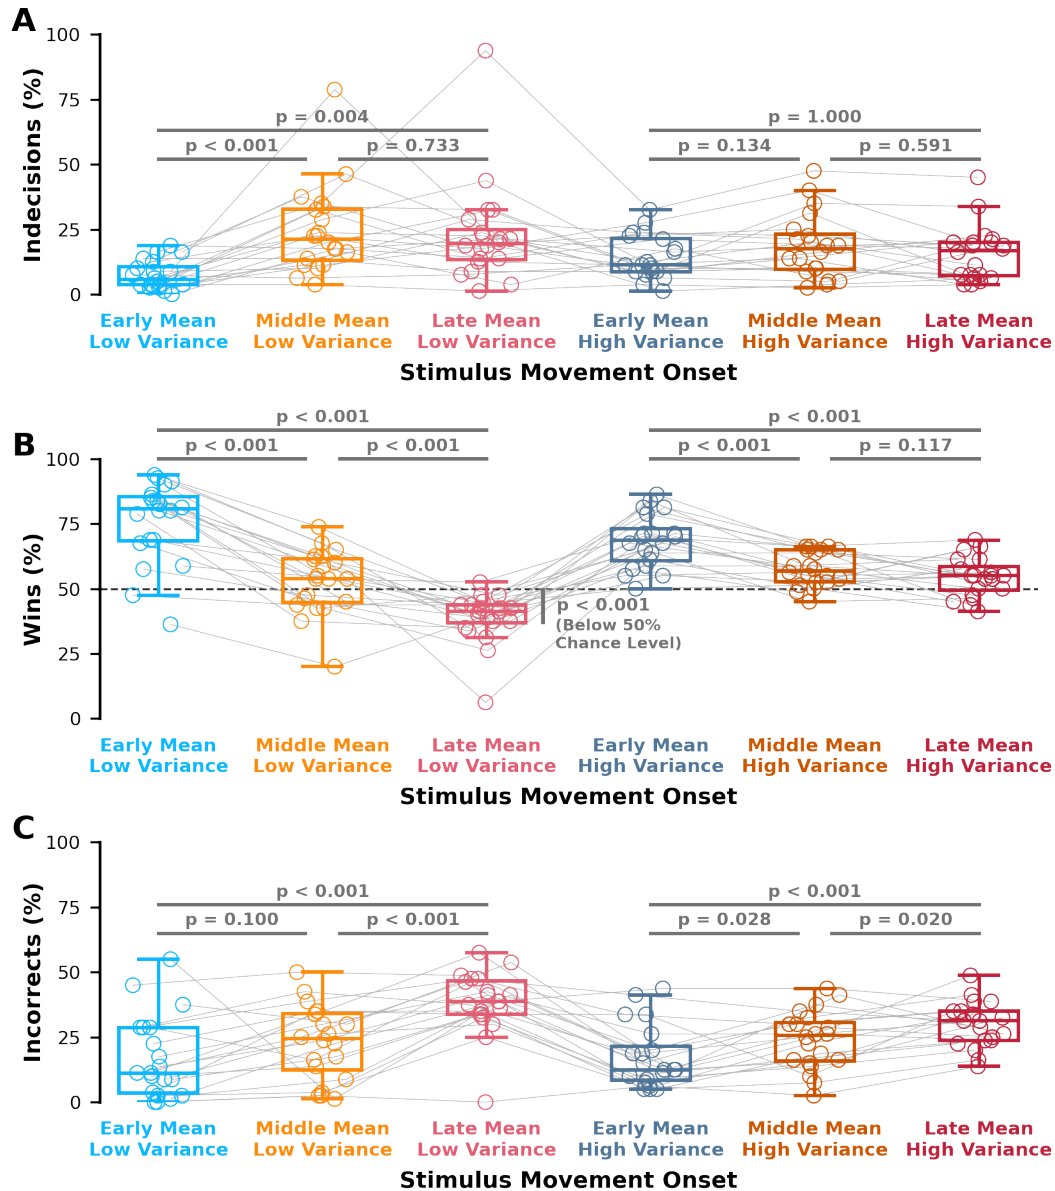 A
100
75
50
25
0
Indecisions (%)
p = 0.004
p < 0.001
p = 0.733
p = 1.000
p = 0.134
p = 0.591
Early Mean
Low Variance
Middle Mean
Low Variance
Late Mean
Low Variance
Early Mean
High Variance
Middle Mean
High Variance
Late Mean
High Variance
Stimulus Movement Onset
B
100
75
50
25
0
Wins (%)
p < 0.001
p < 0.001
p < 0.001
p < 0.001
p < 0.001
p = 0.117
p < 0.001
(Below 50%
Chance Level)
Early Mean
Low Variance
Middle Mean
Low Variance
Late Mean
Low Variance
Early Mean
High Variance
Middle Mean
High Variance
Late Mean
High Variance
Stimulus Movement Onset
C
100
75
50
25
0
Incorrects (%)
p < 0.001
p = 0.100
p < 0.001
p < 0.001
p = 0.028
p = 0.020
Early Mean
Low Variance
Middle Mean
Low Variance
Late Mean
Low Variance
Early Mean
High Variance
Middle Mean
High Variance
Late Mean
High Variance
Stimulus Movement Onset